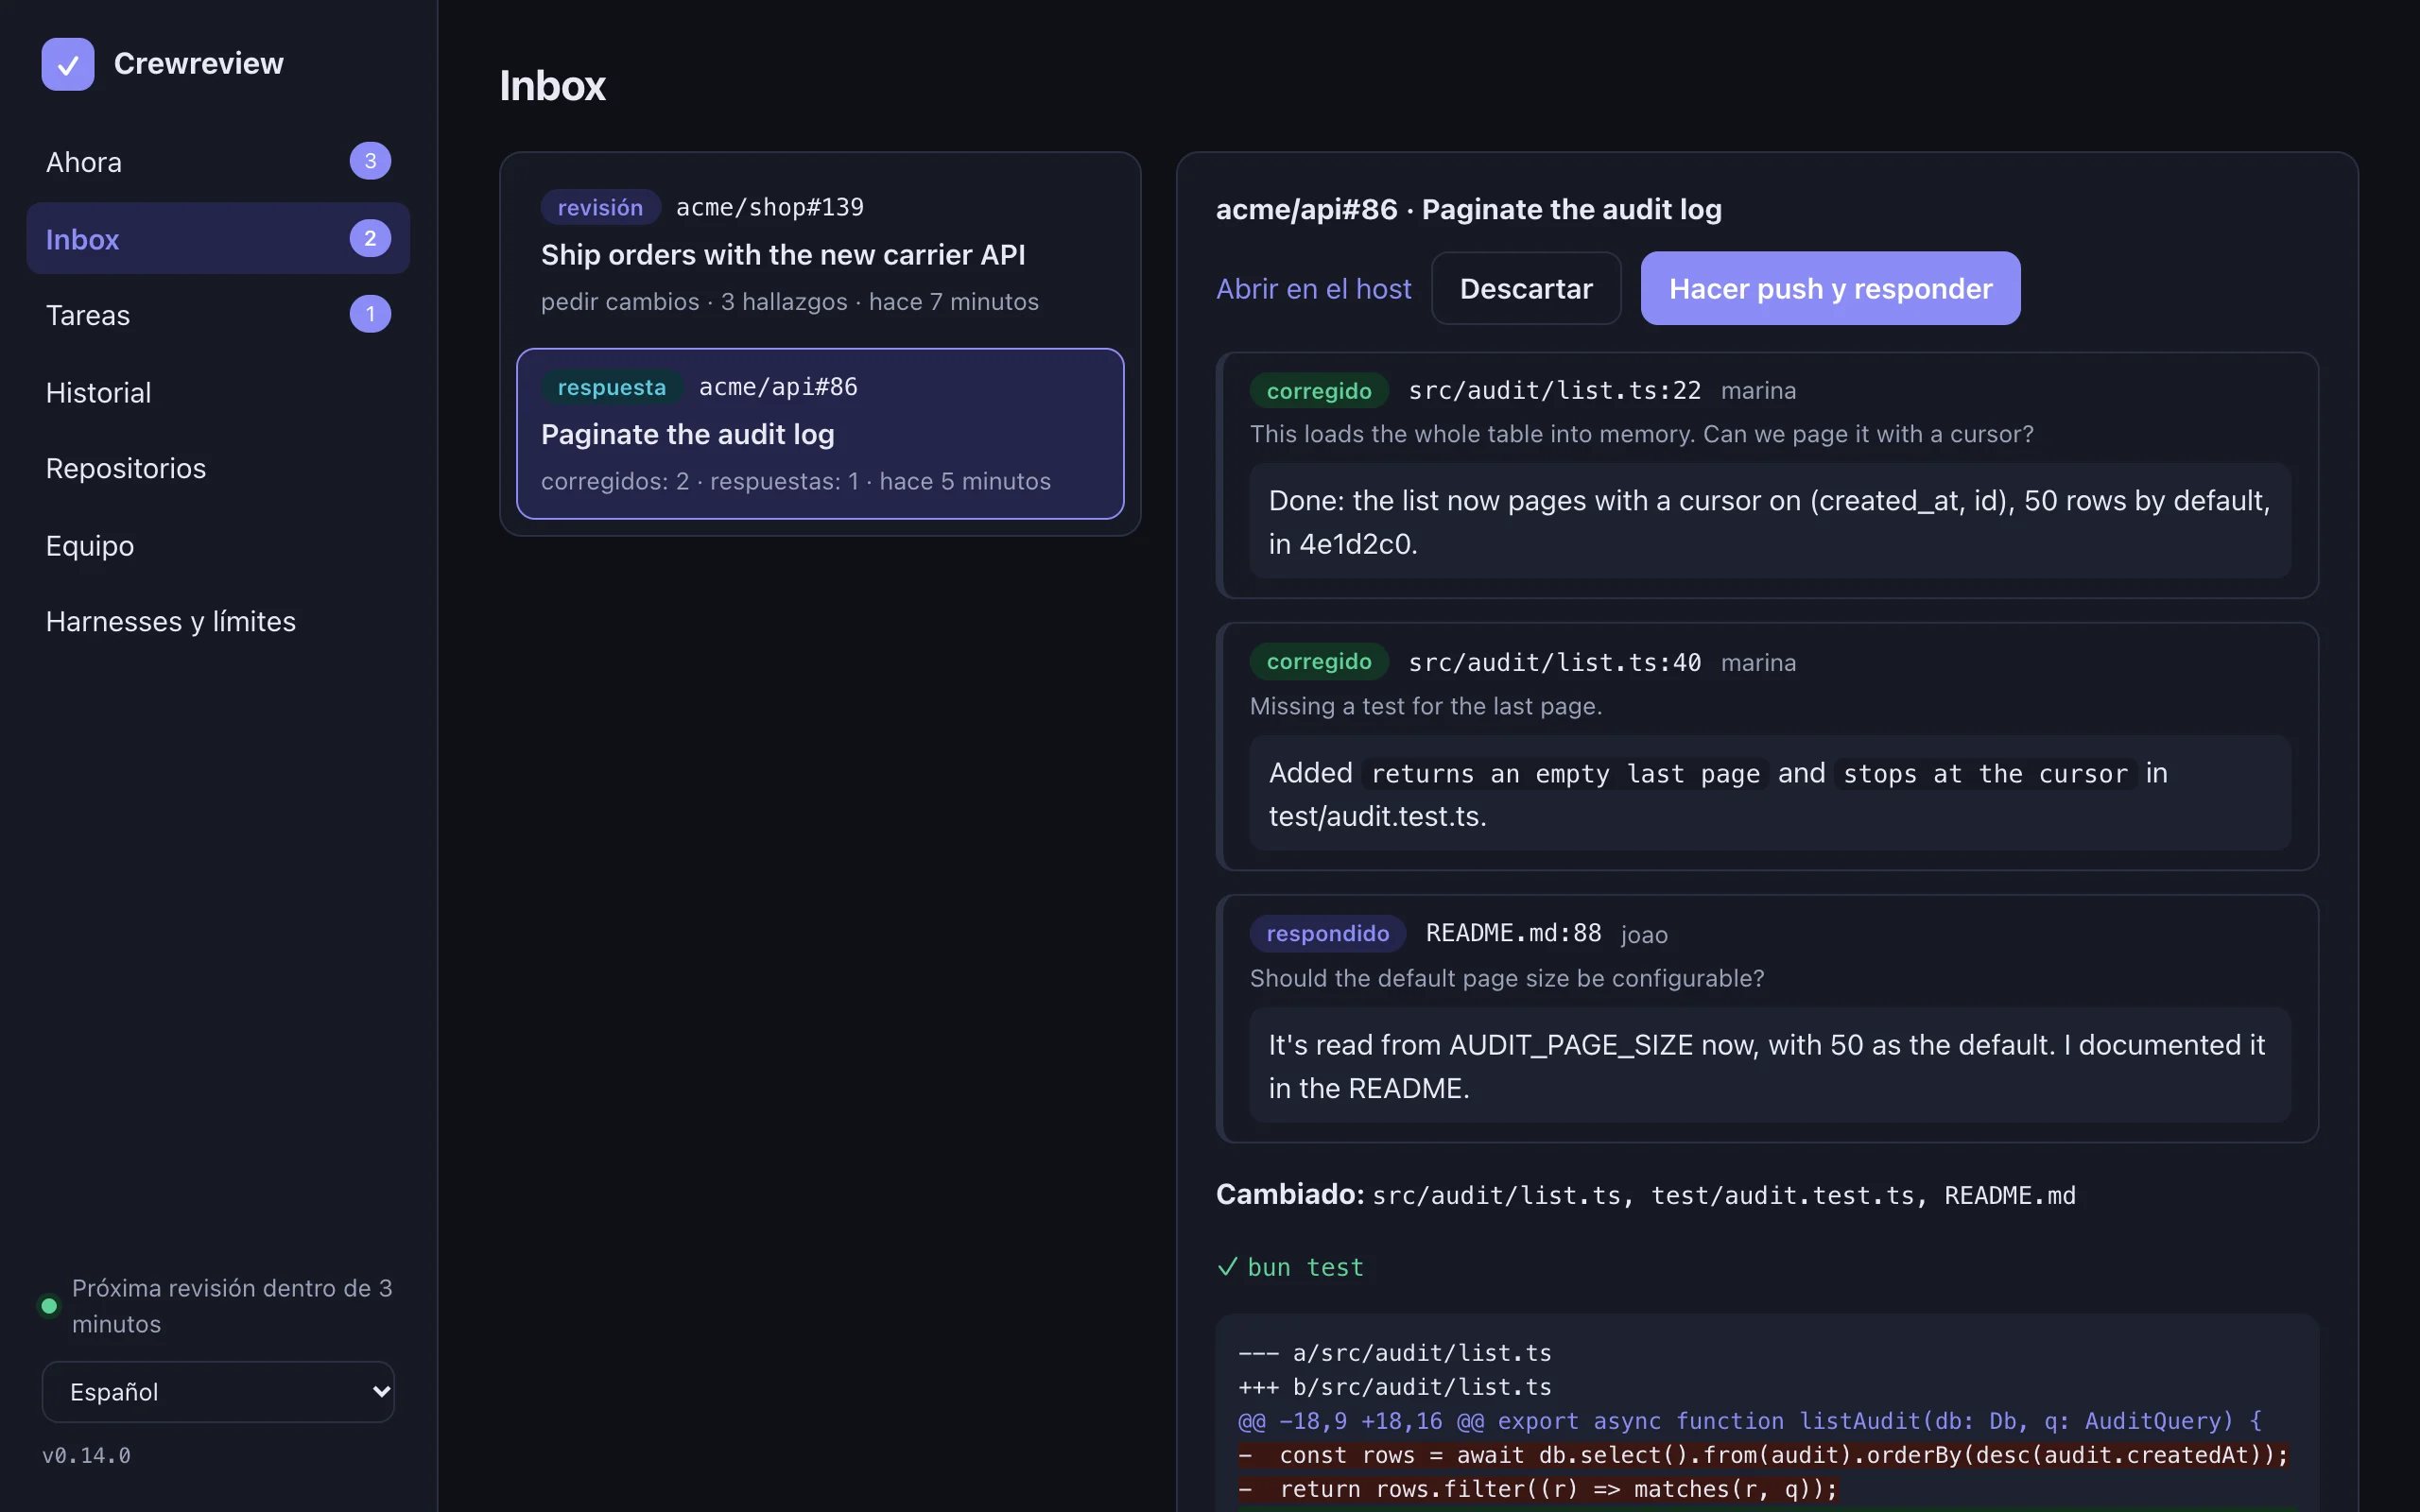 Crewreview
Ahora 3
Inbox 2
Tareas 1
Historial
Repositorios
Equipo
Harnesses y límites
Próxima revisión dentro de 3
minutos
Español
v0.14.0
Inbox
revisión acme/shop#139
Ship orders with the new carrier API
pedir cambios · 3 hallazgos · hace 7 minutos
respuesta acme/api#86
Paginate the audit log
corregidos: 2 · respuestas: 1 · hace 5 minutos
acme/api#86 · Paginate the audit log
Abrir en el host Descartar Hacer push y responder
corregido src/audit/list.ts:22 marina
This loads the whole table into memory. Can we page it with a cursor?
Done: the list now pages with a cursor on (created_at, id), 50 rows by default,
in 4e1d2c0.
corregido src/audit/list.ts:40 marina
Missing a test for the last page.
Added returns an empty last page and stops at the cursor in
test/audit.test.ts.
respondido README.md:88 joao
Should the default page size be configurable?
It's read from AUDIT_PAGE_SIZE now, with 50 as the default. I documented it
in the README.
Cambiado: src/audit/list.ts, test/audit.test.ts, README.md
✓ bun test
--- a/src/audit/list.ts
+++ b/src/audit/list.ts
@@ -18,9 +18,16 @@ export async function listAudit(db: Db, q: AuditQuery) {
-  const rows = await db.select().from(audit).orderBy(desc(audit.createdAt));
-  return rows.filter((r) => matches(r, q));